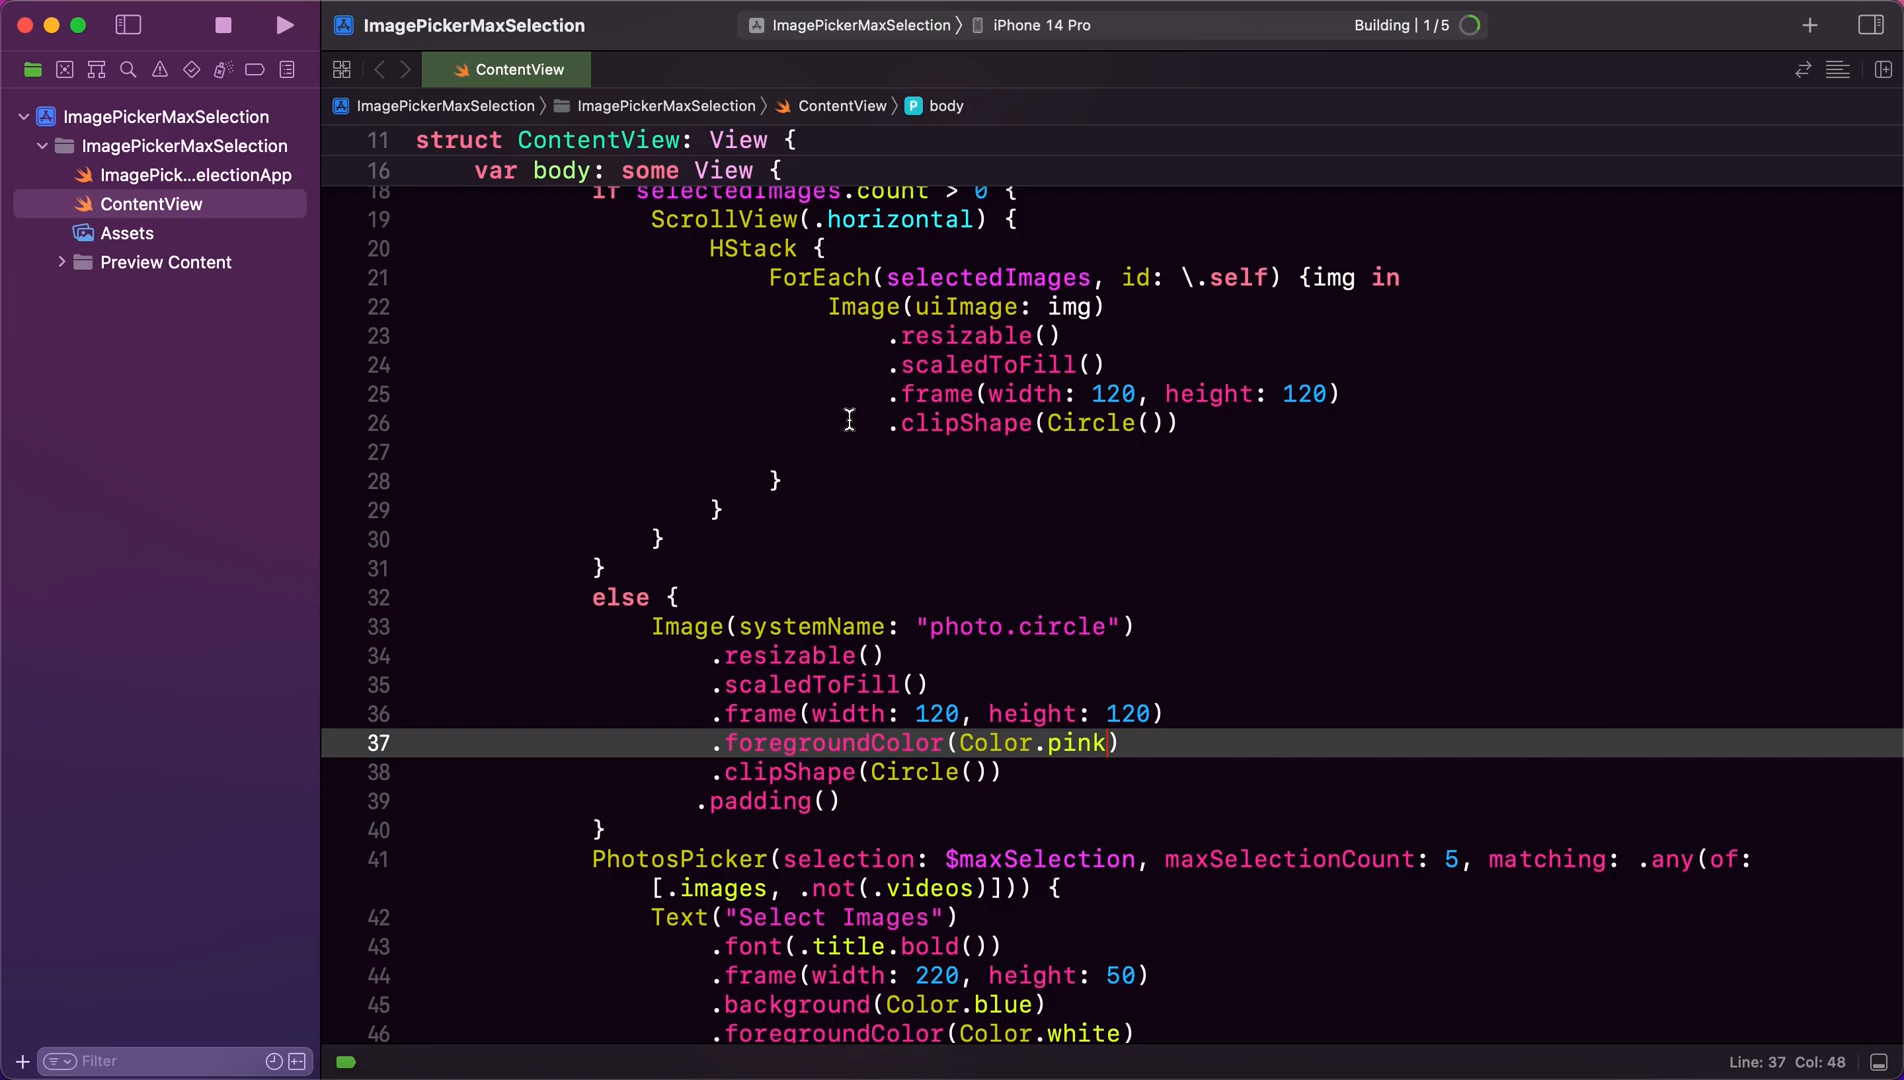 ImagePickerMaxSelection
ImagePickerMaxSelection 〉 iPhone 14 Pro
Building | 1/5
ContentView
ImagePickerMaxSelection 〉 ImagePickerMaxSelection 〉 ContentView 〉 P body
ImagePickerMaxSelection
ImagePickerMaxSelection
ImagePick...electionApp
ContentView
Assets
Preview Content
11 struct ContentView: View {
16 var body: some View {
18 if selectedImages.count > 0 {
19 ScrollView(.horizontal) {
20 HStack {
21 ForEach(selectedImages, id: \.self) {img in
22 Image(uiImage: img)
23 .resizable()
24 .scaledToFill()
25 .frame(width: 120, height: 120)
26 .clipShape(Circle())
27
28 }
29 }
30 }
31 }
32 else {
33 Image(systemName: "photo.circle")
34 .resizable()
35 .scaledToFill()
36 .frame(width: 120, height: 120)
37 .foregroundColor(Color.pink)
38 .clipShape(Circle())
39 .padding()
40 }
41 PhotosPicker(selection: $maxSelection, maxSelectionCount: 5, matching: .any(of:
[.images, .not(.videos)])) {
42 Text("Select Images")
43 .font(.title.bold())
44 .frame(width: 220, height: 50)
45 .background(Color.blue)
46 .foregroundColor(Color.white)
Filter
Line: 37 Col: 48